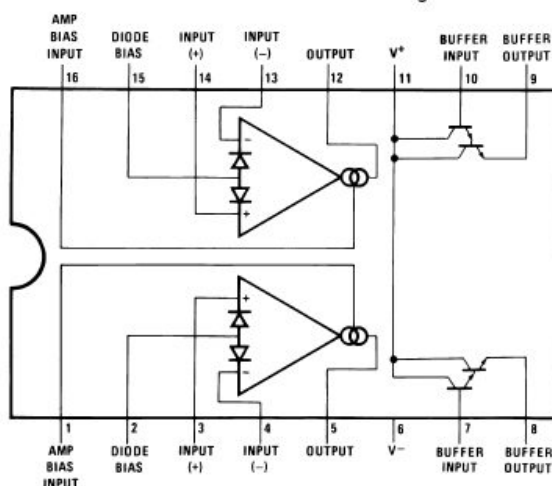 AMP
BIAS
INPUT
DIODE
BIAS
INPUT
(+)
INPUT
(−)
OUTPUT
V+
BUFFER
INPUT
BUFFER
OUTPUT
16 15 14 13 12 11 10 9
−
+
+
−
1 2 3 4 5 6 7 8
AMP
BIAS
INPUT
DIODE
BIAS
INPUT
(+)
INPUT
(−)
OUTPUT
V−
BUFFER
INPUT
BUFFER
OUTPUT